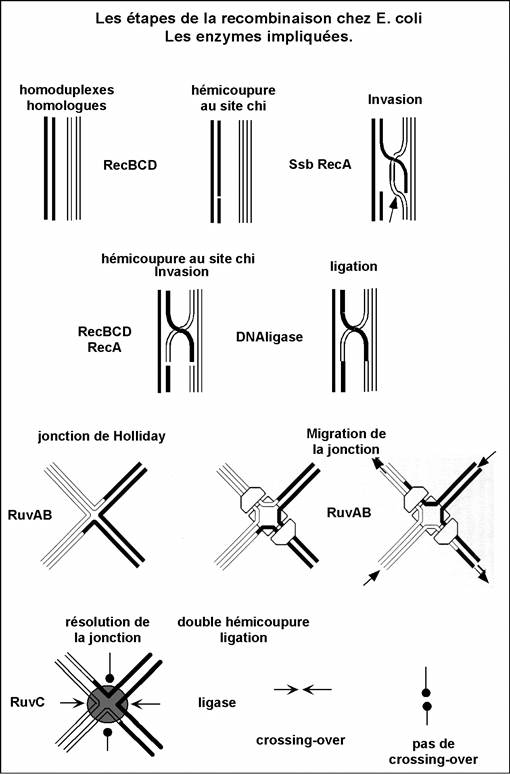 Les étapes de la recombinaison chez E. coli
Les enzymes impliquées.
homoduplexes
homologues
hémicoupure
au site chi
Invasion
RecBCD
Ssb RecA
hémicoupure au site chi
Invasion
ligation
RecBCD
RecA
DNAligase
jonction de Holliday
Migration de
la jonction
RuvAB
RuvAB
résolution de
la jonction
double hémicoupure
ligation
RuvC
ligase
crossing-over
pas de
crossing-over